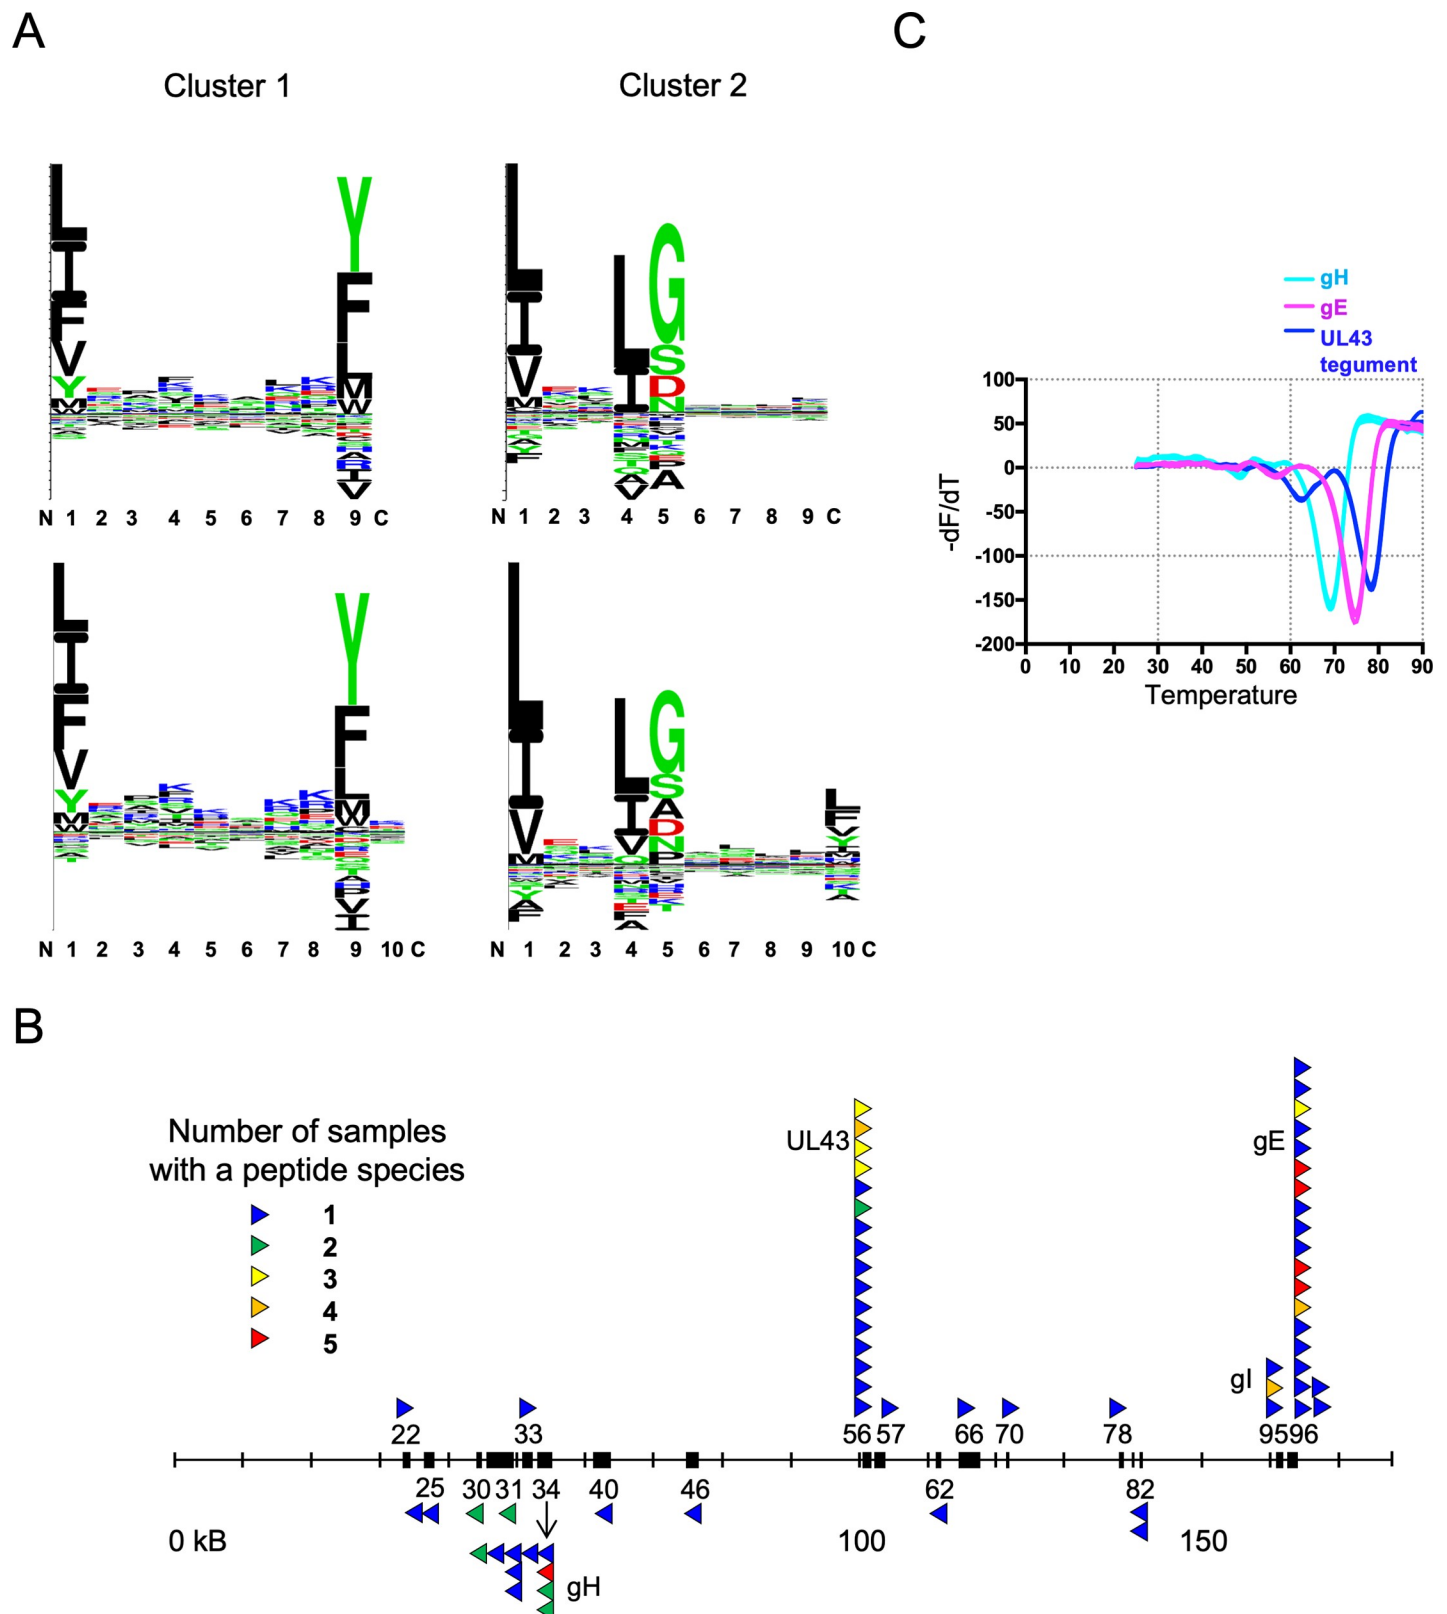 A
C
Cluster 1
Cluster 2
L
I
F
V
Y
M
W
Y
F
L
M
W
I
V
L
I
V
M
A
Y
F
L
I
A
V
G
S
D
N
P
A
N 1 2 3 4 5 6 7 8 9 C
N 1 2 3 4 5 6 7 8 9 C
gH
gE
UL43
tegument
100
50
0
-50
-100
-150
-200
-dF/dT
0 10 20 30 40 50 60 70 80 90
Temperature
L
I
F
V
Y
M
W
Y
F
L
M
A
P
V
I
L
I
V
M
Y
A
F
L
I
V
A
G
S
A
D
N
P
L
F
V
Y
A
N 1 2 3 4 5 6 7 8 9 10 C
N 1 2 3 4 5 6 7 8 9 10 C
B
Number of samples
with a peptide species
1
2
3
4
5
UL43
gE
gI
22 33 56 57 66 70 78 95 96
25 30 31 34 40 46 62 82
0 kB 100 150
gH